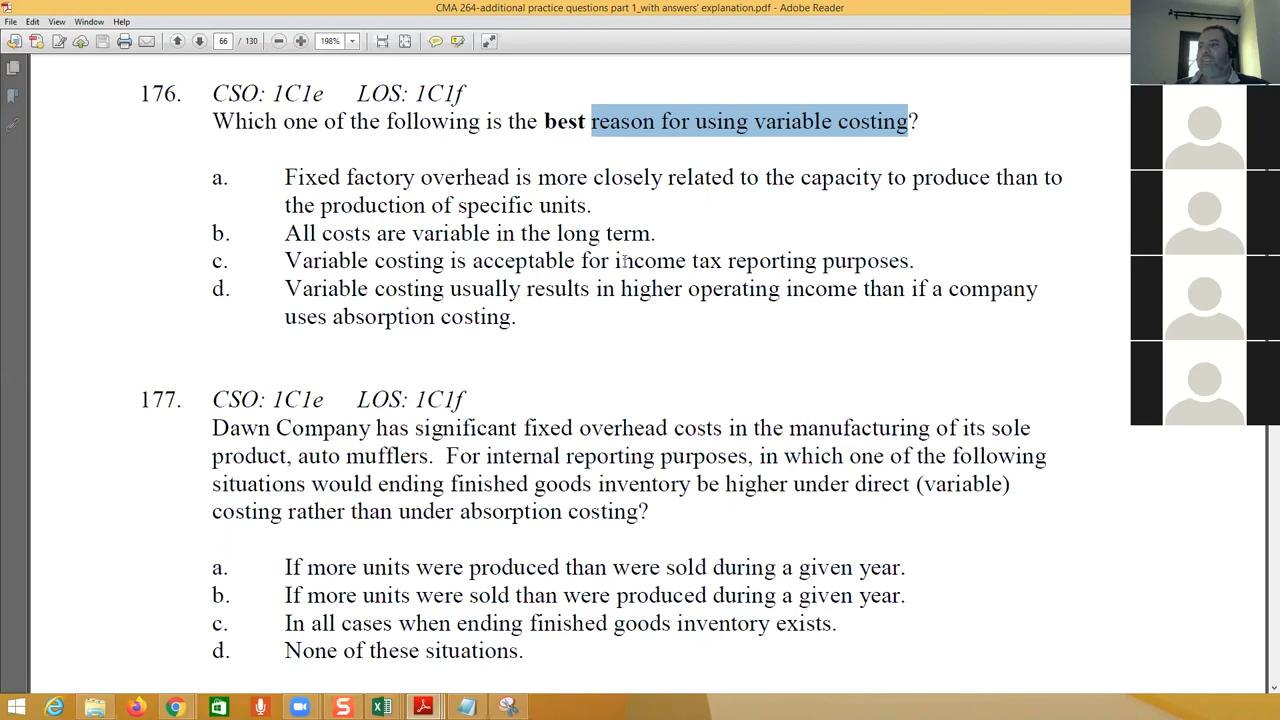 CMA 264-additional practice questions part 1_with answers' explanation.pdf - Adobe Reader
File Edit View Window Help
66 / 130 198%
176. CSO: 1C1e LOS: 1C1f
Which one of the following is the best reason for using variable costing?
a. Fixed factory overhead is more closely related to the capacity to produce than to
the production of specific units.
b. All costs are variable in the long term.
c. Variable costing is acceptable for income tax reporting purposes.
d. Variable costing usually results in higher operating income than if a company
uses absorption costing.
177. CSO: 1C1e LOS: 1C1f
Dawn Company has significant fixed overhead costs in the manufacturing of its sole
product, auto mufflers. For internal reporting purposes, in which one of the following
situations would ending finished goods inventory be higher under direct (variable)
costing rather than under absorption costing?
a. If more units were produced than were sold during a given year.
b. If more units were sold than were produced during a given year.
c. In all cases when ending finished goods inventory exists.
d. None of these situations.